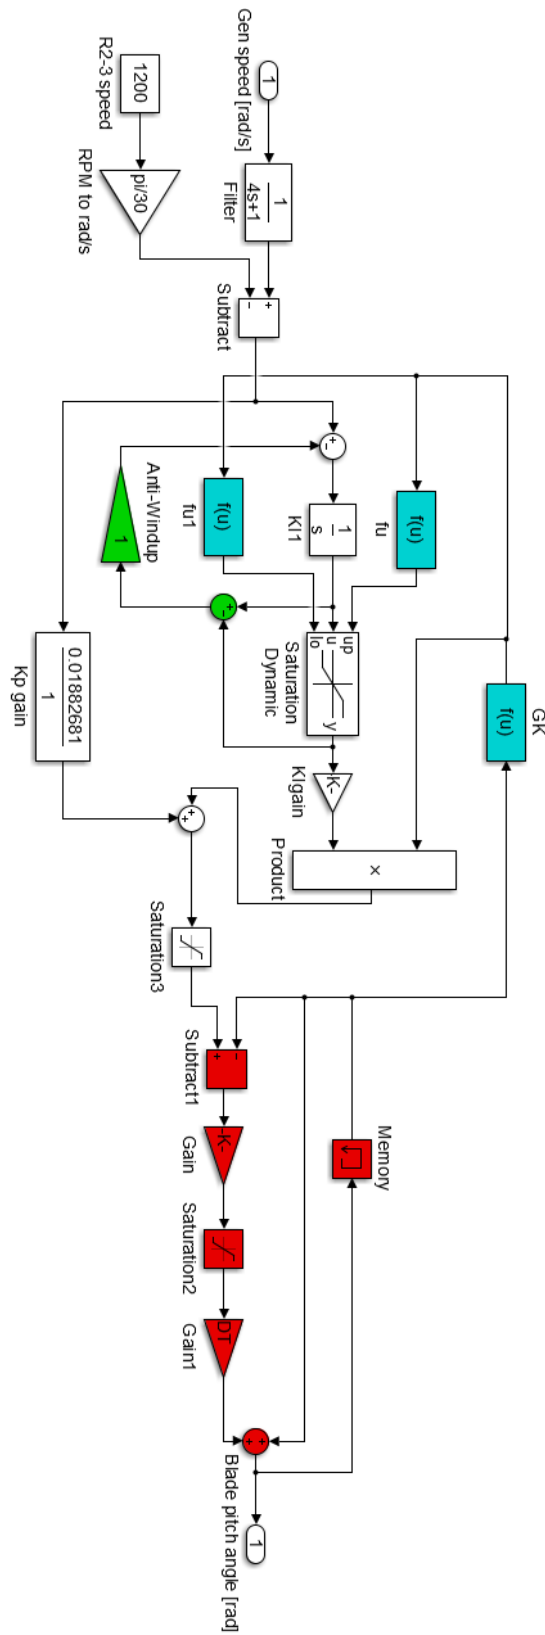 Gen speed [rad/s]
1
1
4s+1
Filter
1200
R2-3 speed
pi/30
RPM to rad/s
+
−
Subtract
+
−
1
s
KI1
f(u)
fu
f(u)
fu1
1
Anti-Windup
+
−
up
u
lo
y
Saturation
Dynamic
f(u)
GK
0.01882681
1
Kp gain
-K-
KIgain
×
Product
+
+
Saturation3
−
+
Subtract1
-K-
Gain
Saturation2
DT
Gain1
Memory
+
+
1
Blade pitch angle [rad]